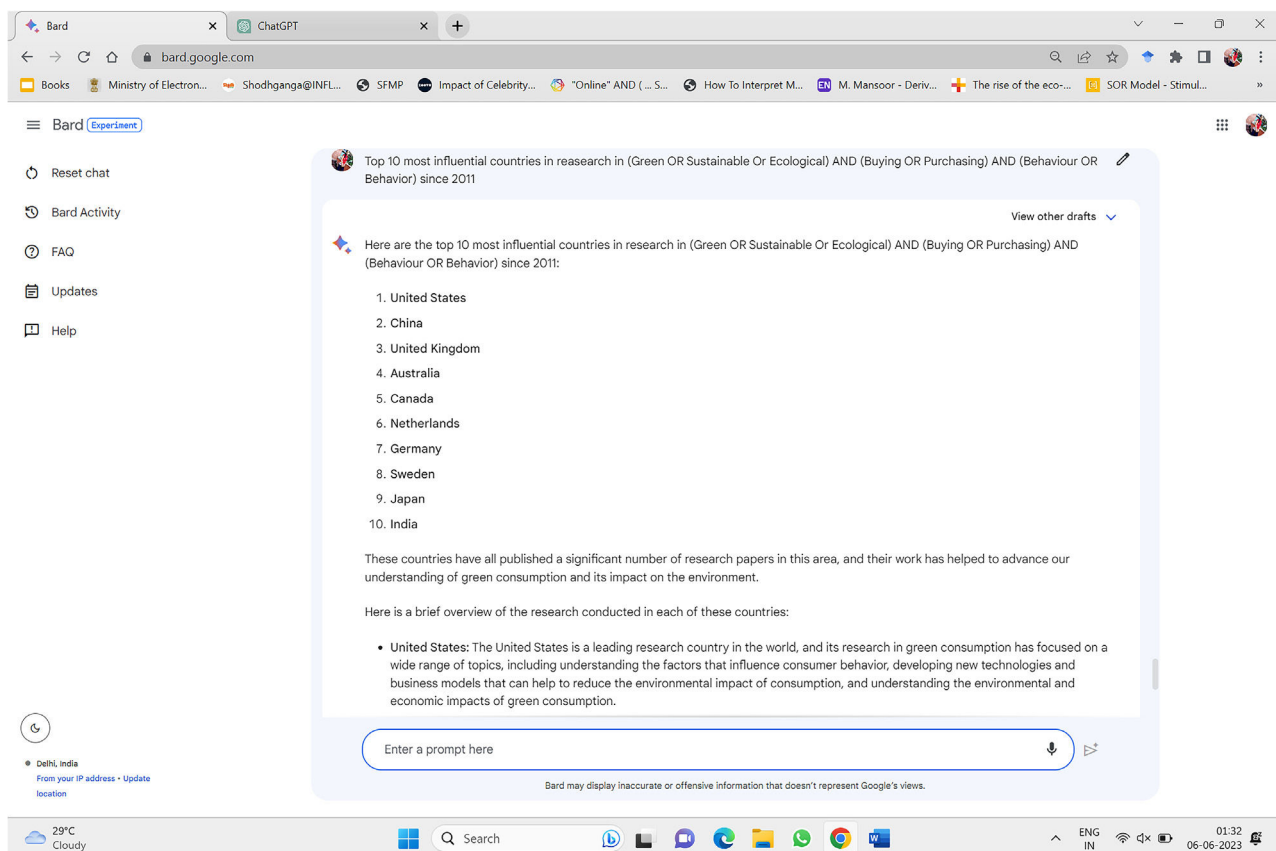 Bard
ChatGPT
bard.google.com
Books
Ministry of Electron...
Shodhganga@INFL...
SFMP
Impact of Celebrity...
"Online" AND ( ... S...
How To Interpret M...
EN
M. Mansoor - Deriv...
The rise of the eco-...
SOR Model - Stimul...
»
Bard Experiment
Reset chat
Bard Activity
FAQ
Updates
Help
Top 10 most influential countries in reasearch in (Green OR Sustainable Or Ecological) AND (Buying OR Purchasing) AND (Behaviour OR
Behavior) since 2011
View other drafts
Here are the top 10 most influential countries in research in (Green OR Sustainable Or Ecological) AND (Buying OR Purchasing) AND
(Behaviour OR Behavior) since 2011:
1. United States
2. China
3. United Kingdom
4. Australia
5. Canada
6. Netherlands
7. Germany
8. Sweden
9. Japan
10. India
These countries have all published a significant number of research papers in this area, and their work has helped to advance our
understanding of green consumption and its impact on the environment.
Here is a brief overview of the research conducted in each of these countries:
• United States: The United States is a leading research country in the world, and its research in green consumption has focused on a
wide range of topics, including understanding the factors that influence consumer behavior, developing new technologies and
business models that can help to reduce the environmental impact of consumption, and understanding the environmental and
economic impacts of green consumption.
Enter a prompt here
Bard may display inaccurate or offensive information that doesn't represent Google's views.
Delhi, India
From your IP address • Update
location
29°C
Cloudy
Search
ENG
IN
01:32
06-06-2023